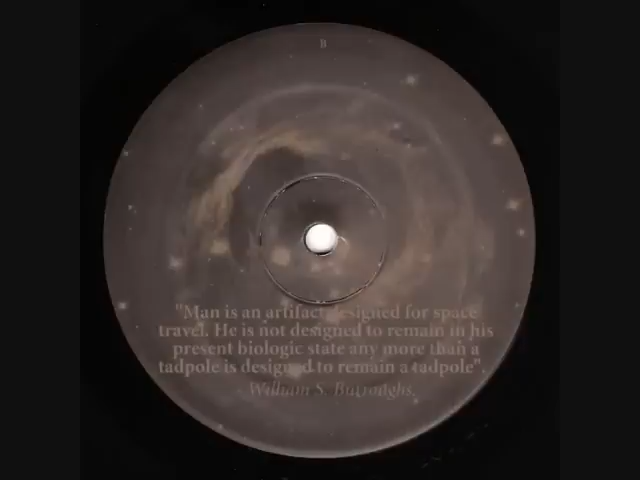 B
"Man is an artifact designed for space
travel. He is not designed to remain in his
present biologic state any more than a
tadpole is designed to remain a tadpole".
- William S. Burroughs.